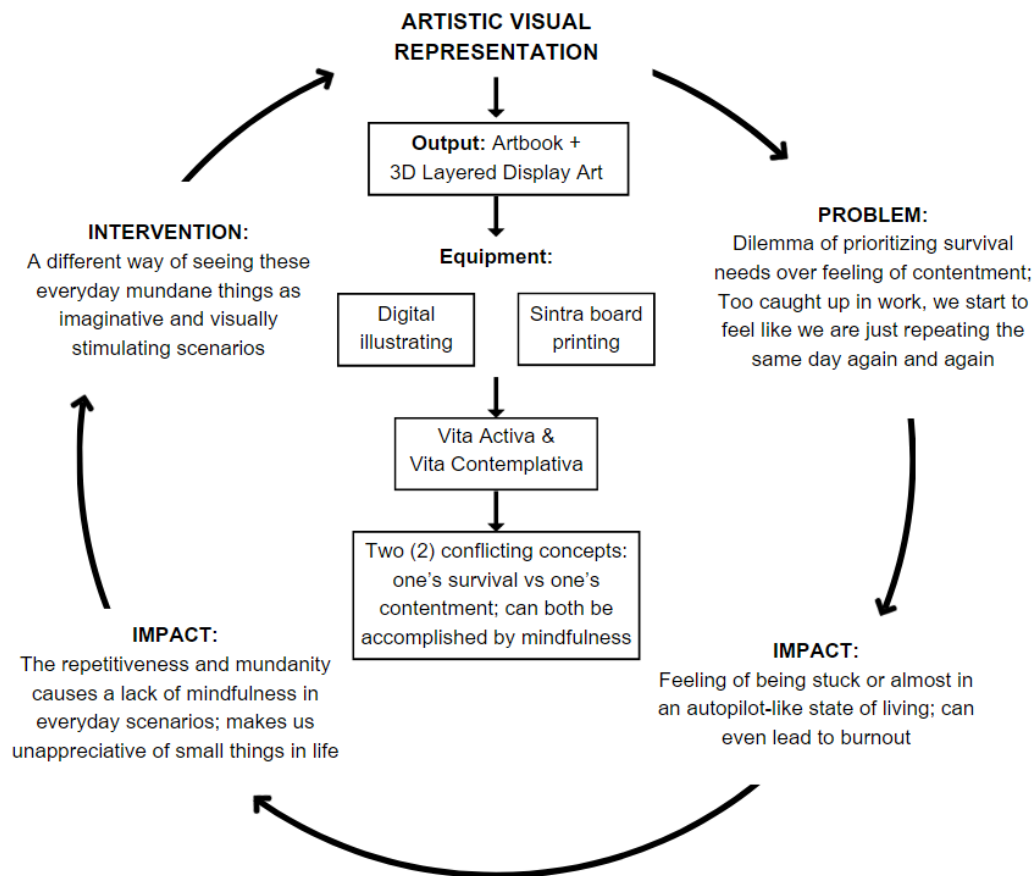 ARTISTIC VISUAL
REPRESENTATION
Output: Artbook +
3D Layered Display Art
Equipment:
Digital
illustrating
Sintra board
printing
Vita Activa &
Vita Contemplativa
Two (2) conflicting concepts:
one’s survival vs one’s
contentment; can both be
accomplished by mindfulness
PROBLEM:
Dilemma of prioritizing survival
needs over feeling of contentment;
Too caught up in work, we start to
feel like we are just repeating the
same day again and again
IMPACT:
Feeling of being stuck or almost in
an autopilot-like state of living; can
even lead to burnout
IMPACT:
The repetitiveness and mundanity
causes a lack of mindfulness in
everyday scenarios; makes us
unappreciative of small things in life
INTERVENTION:
A different way of seeing these
everyday mundane things as
imaginative and visually
stimulating scenarios